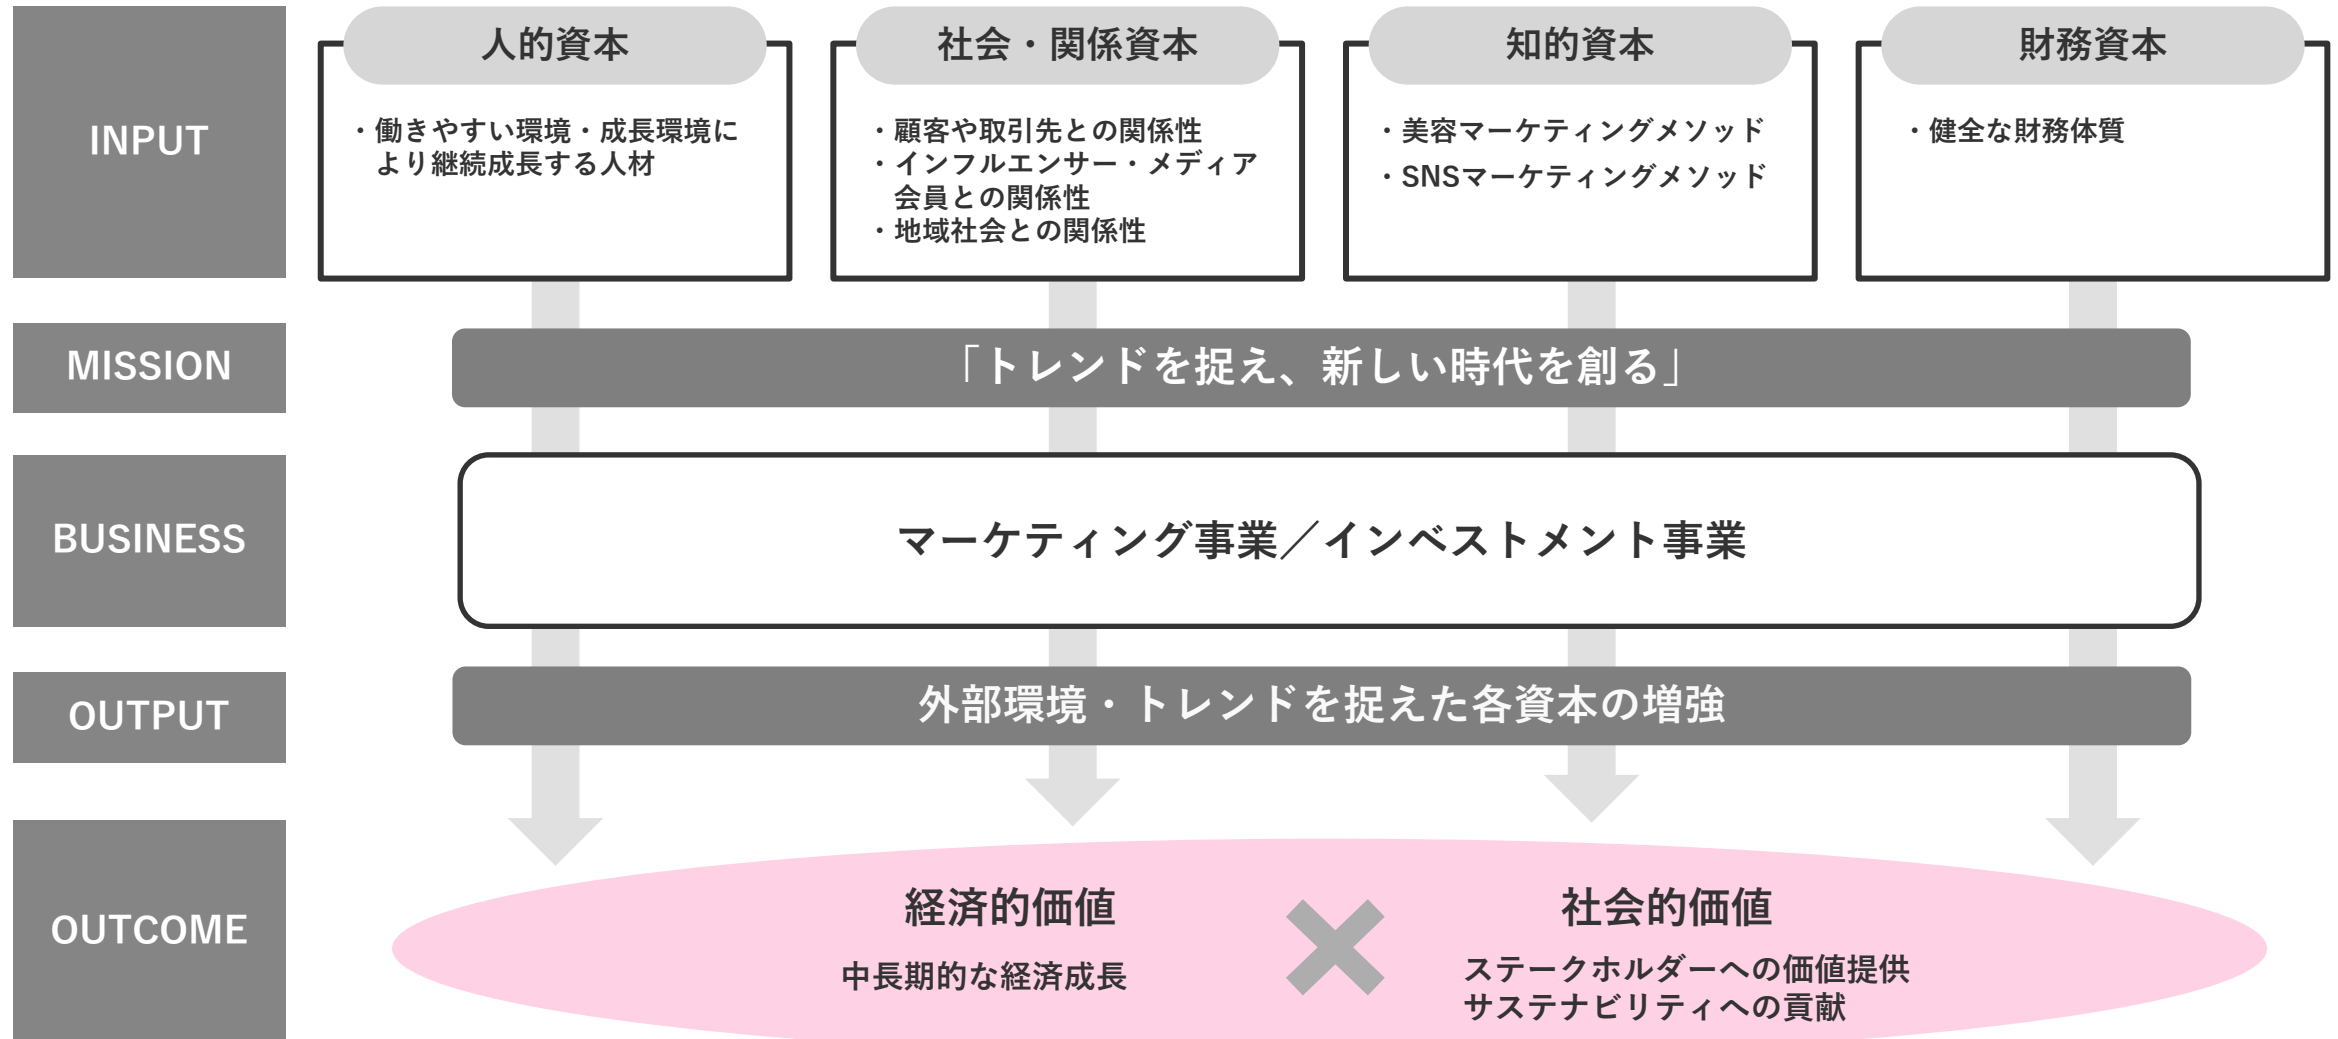 INPUT
人的資本
・働きやすい環境・成長環境に
より継続成長する人材
社会・関係資本
・顧客や取引先との関係性
・インフルエンサー・メディア
会員との関係性
・地域社会との関係性
知的資本
・美容マーケティングメソッド
・SNSマーケティングメソッド
財務資本
・健全な財務体質
MISSION
「トレンドを捉え、新しい時代を創る」
BUSINESS
マーケティング事業／インベストメント事業
OUTPUT
外部環境・トレンドを捉えた各資本の増強
OUTCOME
経済的価値
中長期的な経済成長
社会的価値
ステークホルダーへの価値提供
サステナビリティへの貢献